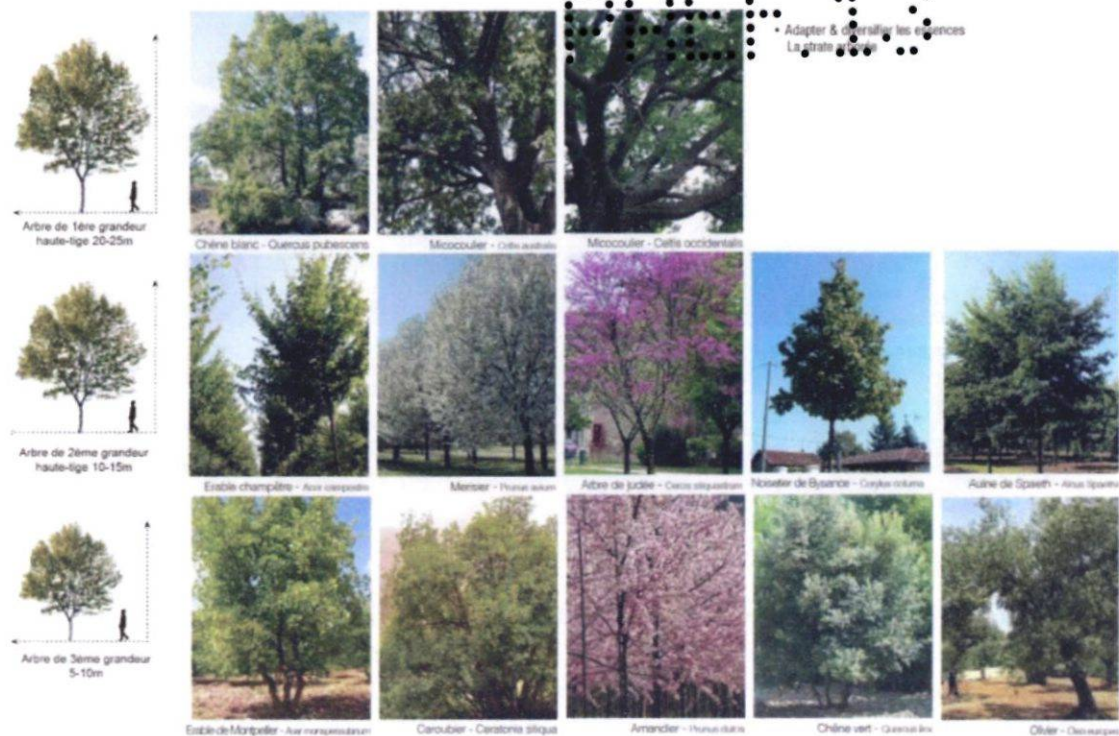 PREF 13
• Adapter & diversifier les essences
La strate arborée
Arbre de 1ère grandeur
haute-tige 20-25m
Chêne blanc - Quercus pubescens
Micocoulier - Celtis australis
Micocoulier - Celtis occidentalis
Arbre de 2ème grandeur
haute-tige 10-15m
Erable champêtre - Acer campestre
Merisier - Prunus avium
Arbre de judée - Cercis siliquastrum
Noisetier de Bysance - Corylus colurna
Aulne de Spaeth - Alnus
Arbre de 3ème grandeur
5-10m
Erable de Montpellier - Acer monspessulanum
Caroubier - Ceratonia siliqua
Amandier - Prunus dulcis
Chêne vert - Quercus ilex
Olivier - Olea